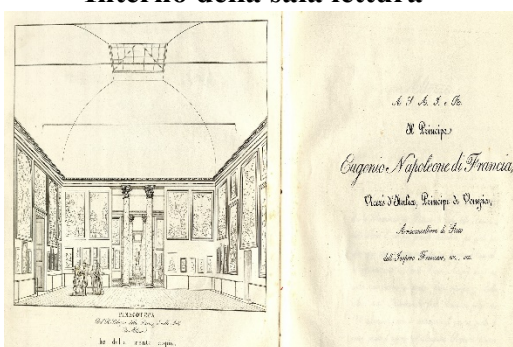 Interno della sala lettura
PINACOTECA
A. S. A. I. e R.
Il Principe
Eugenio Napoleone di Francia,
Vicerè d'Italia, Principe di Venezia,
Arcicancelliere di Stato
dell'Impero Francese, ec., ec.